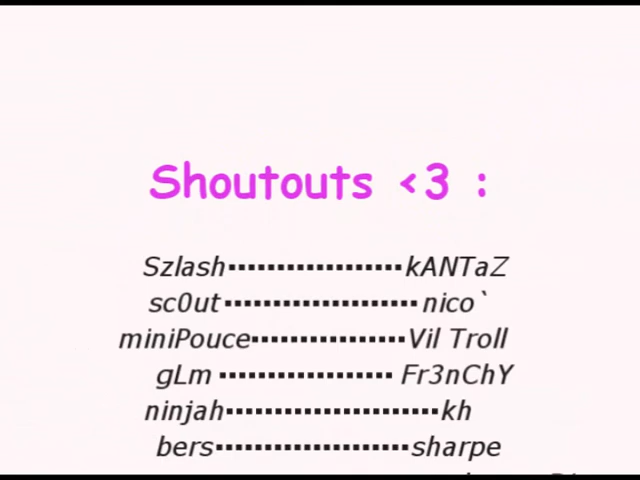 Shoutouts <3 :
Szlash··················kANTaZ
sc0ut····················nico`
miniPouce················Vil Troll
gLm ·················· Fr3nChY
ninjah······················kh
bers····················sharpe